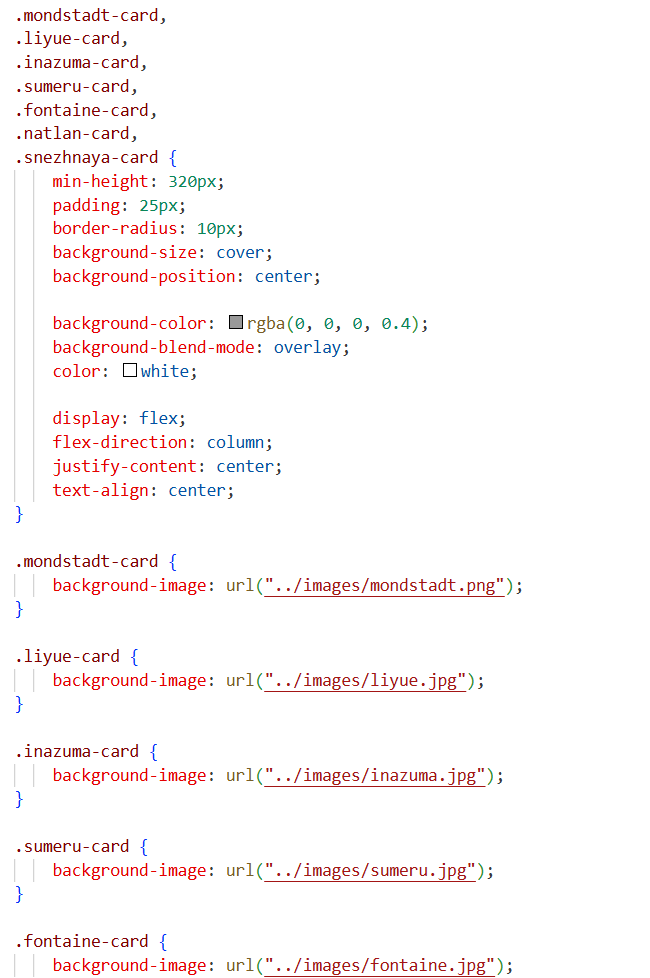 .mondstadt-card,
.liyue-card,
.inazuma-card,
.sumeru-card,
.fontaine-card,
.natlan-card,
.snezhnaya-card {
    min-height: 320px;
    padding: 25px;
    border-radius: 10px;
    background-size: cover;
    background-position: center;

    background-color: rgba(0, 0, 0, 0.4);
    background-blend-mode: overlay;
    color: white;

    display: flex;
    flex-direction: column;
    justify-content: center;
    text-align: center;
}

.mondstadt-card {
    background-image: url("../images/mondstadt.png");
}

.liyue-card {
    background-image: url("../images/liyue.jpg");
}

.inazuma-card {
    background-image: url("../images/inazuma.jpg");
}

.sumeru-card {
    background-image: url("../images/sumeru.jpg");
}

.fontaine-card {
    background-image: url("../images/fontaine.jpg");